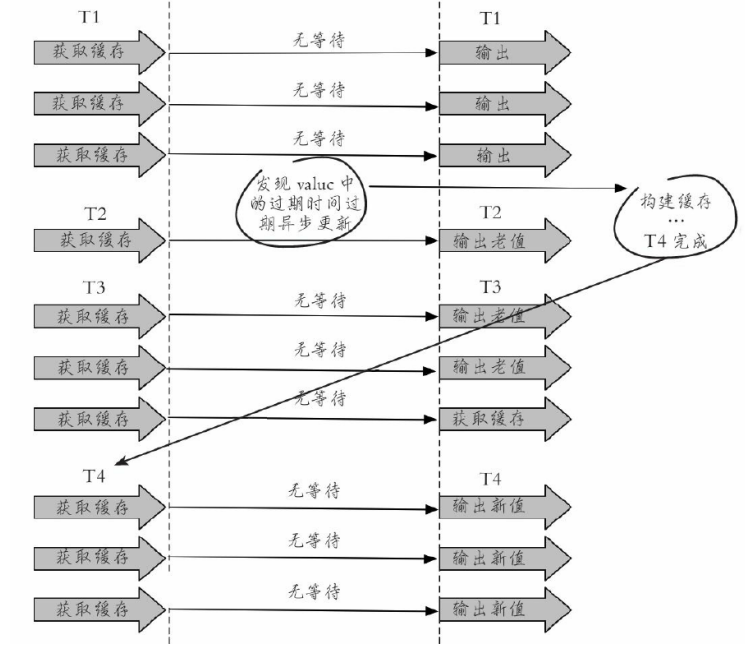 T1 T1
获取缓存 无等待 输出
获取缓存 无等待 输出
获取缓存 无等待 输出
发现 value 中
的过期时间过
期异步更新
构建缓存
…
T4 完成
T2 T2
获取缓存 输出老值
T3 T3
获取缓存 无等待 输出老值
获取缓存 无等待 输出老值
获取缓存 无等待 获取缓存
T4 T4
获取缓存 无等待 输出新值
获取缓存 无等待 输出新值
获取缓存 无等待 输出新值